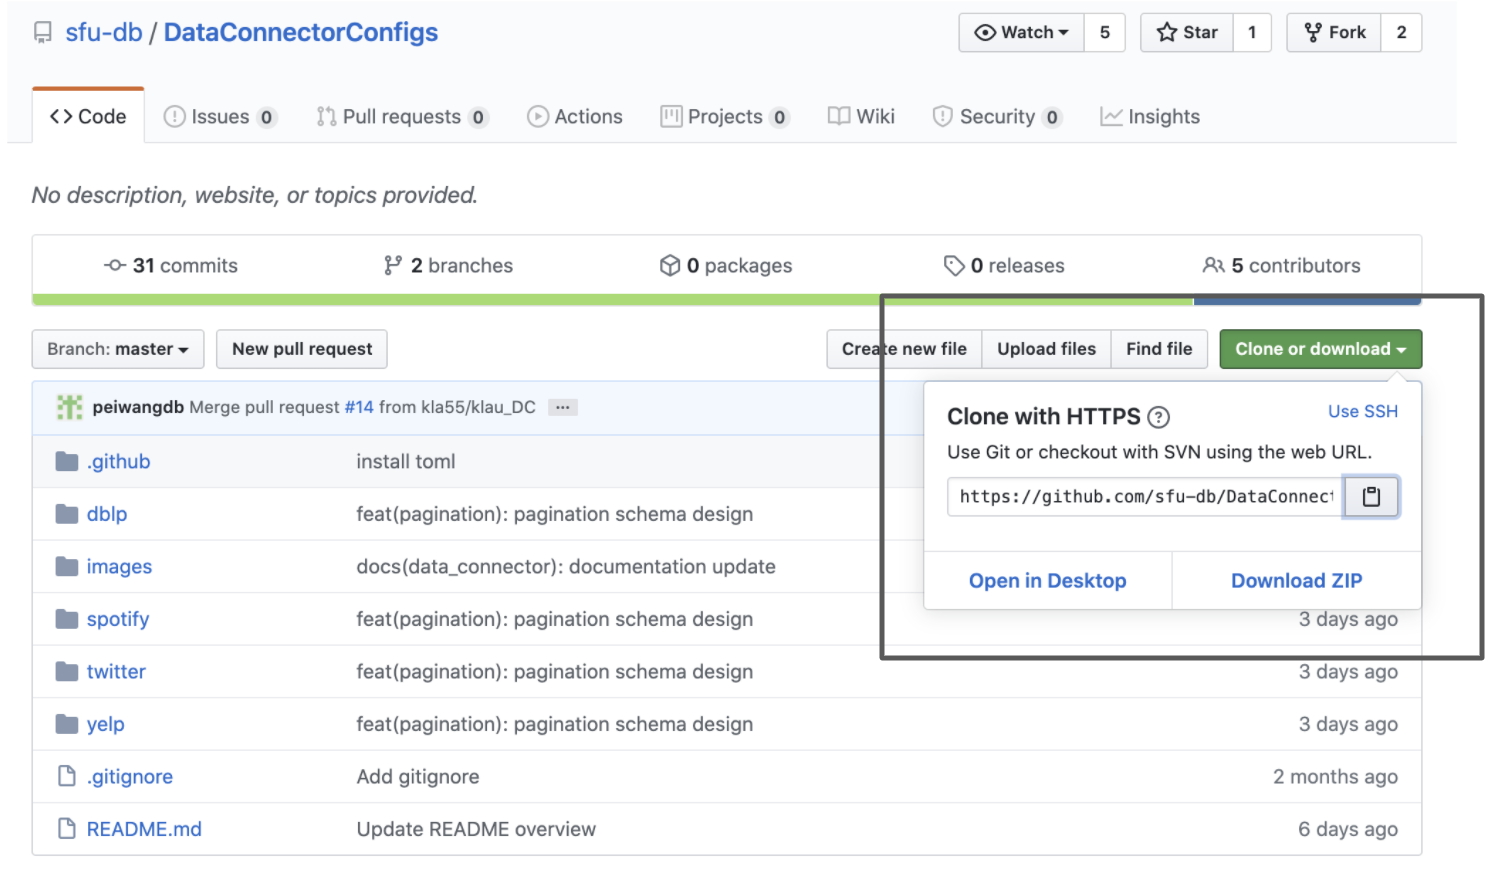 sfu-db / DataConnectorConfigs
Watch 5 Star 1 Fork 2
Code Issues 0 Pull requests 0 Actions Projects 0 Wiki Security 0 Insights
No description, website, or topics provided.
31 commits 2 branches 0 packages 0 releases 5 contributors
Branch: master New pull request Create new file Upload files Find file Clone or download
peiwangdb Merge pull request #14 from kla55/klau_DC ...
Clone with HTTPS ? Use SSH
Use Git or checkout with SVN using the web URL.
https://github.com/sfu-db/DataConnect
Open in Desktop Download ZIP
.github install toml
dblp feat(pagination): pagination schema design
images docs(data_connector): documentation update
spotify feat(pagination): pagination schema design 3 days ago
twitter feat(pagination): pagination schema design 3 days ago
yelp feat(pagination): pagination schema design 3 days ago
.gitignore Add gitignore 2 months ago
README.md Update README overview 6 days ago